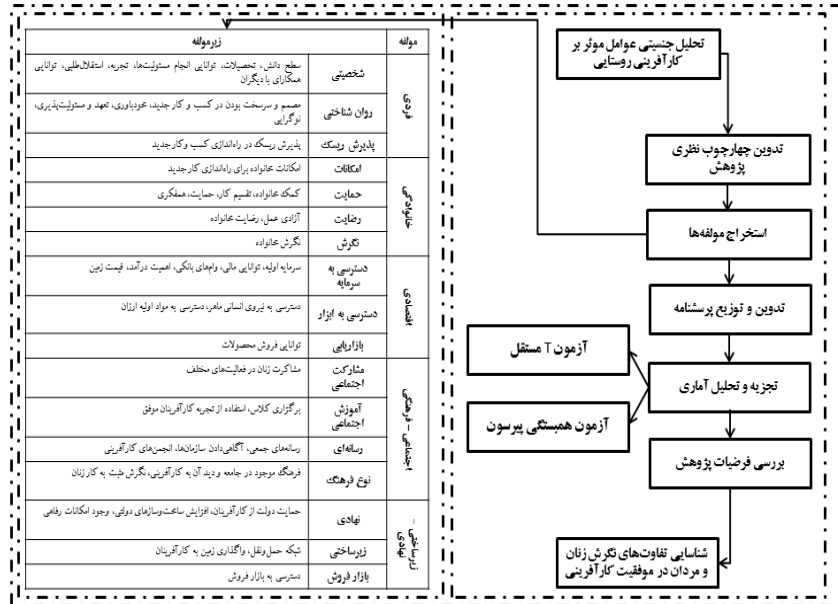 تحلیل جنسیتی عوامل موثر بر
کارآفرینی روستایی
تدوین چهارچوب نظری
پژوهش
استخراج مولفه‌ها
تدوین و توزیع پرسشنامه
تجزیه و تحلیل آماری
آزمون T مستقل
آزمون همبستگی پیرسون
بررسی فرضیات پژوهش
شناسایی تفاوت‌های نگرش زنان
و مردان در موفقیت کارآفرینی
مولفه زیرمولفه
فردی
شخصیتی
سطح دانش، تحصیلات، توانایی انجام مسئولیت‌ها، تجربه، استقلال‌طلبی، توانایی
همکارای با دیگران
روان شناختی
مصمم و سرسخت بودن در کسب و کار جدید، خودباوری، تعهد و مسئولیت‌پذیری،
نوگرایی
پذیرش ریسک
پذیرش ریسک در راه‌اندازی کسب وکار جدید
خانوادگی
امکانات
امکانات خانواده برای راه‌اندازی کار جدید
حمایت
کمک خانواده، تقسیم کار، حمایت، همفکری
رضایت
آزادی عمل، رضایت خانواده
نگرش
نگرش خانواده
اقتصادی
دسترسی به
سرمایه
سرمایه اولیه، توانایی مالی، وام‌های بانکی، اهمیت درآمد، قیمت زمین
دسترسی به ابزار
دسترسی به نیروی انسانی ماهر، دسترسی به مواد اولیه ارزان
بازاریابی
توانایی فروش محصولات
اجتماعی - فرهنگی
مشارکت
اجتماعی
مشاکرت زنان در فعالیت‌های مختلف
آموزش
اجتماعی
برگزاری کلاس، استفاده از تجربه کارآفرینان موفق
رسانه‌ای
رسانه‌های جمعی، آگاهی‌دادن سازمان‌ها، انجمن‌های کارآفرینی
نوع فرهنگ
فرهنگ موجود در جامعه و دید آن به کارآفرینی، نگرش مثبت به کار زنان
زیرساختی -
نهادی
نهادی
حمایت دولت از کارآفرینان، افزایش ساخت‌وسازهای دولتی، وجود امکانات رفاهی
زیرساختی
شبکه حمل‌ونقل، واگذاری زمین به کارآفرینان
بازار فروش
دسترسی به بازار فروش